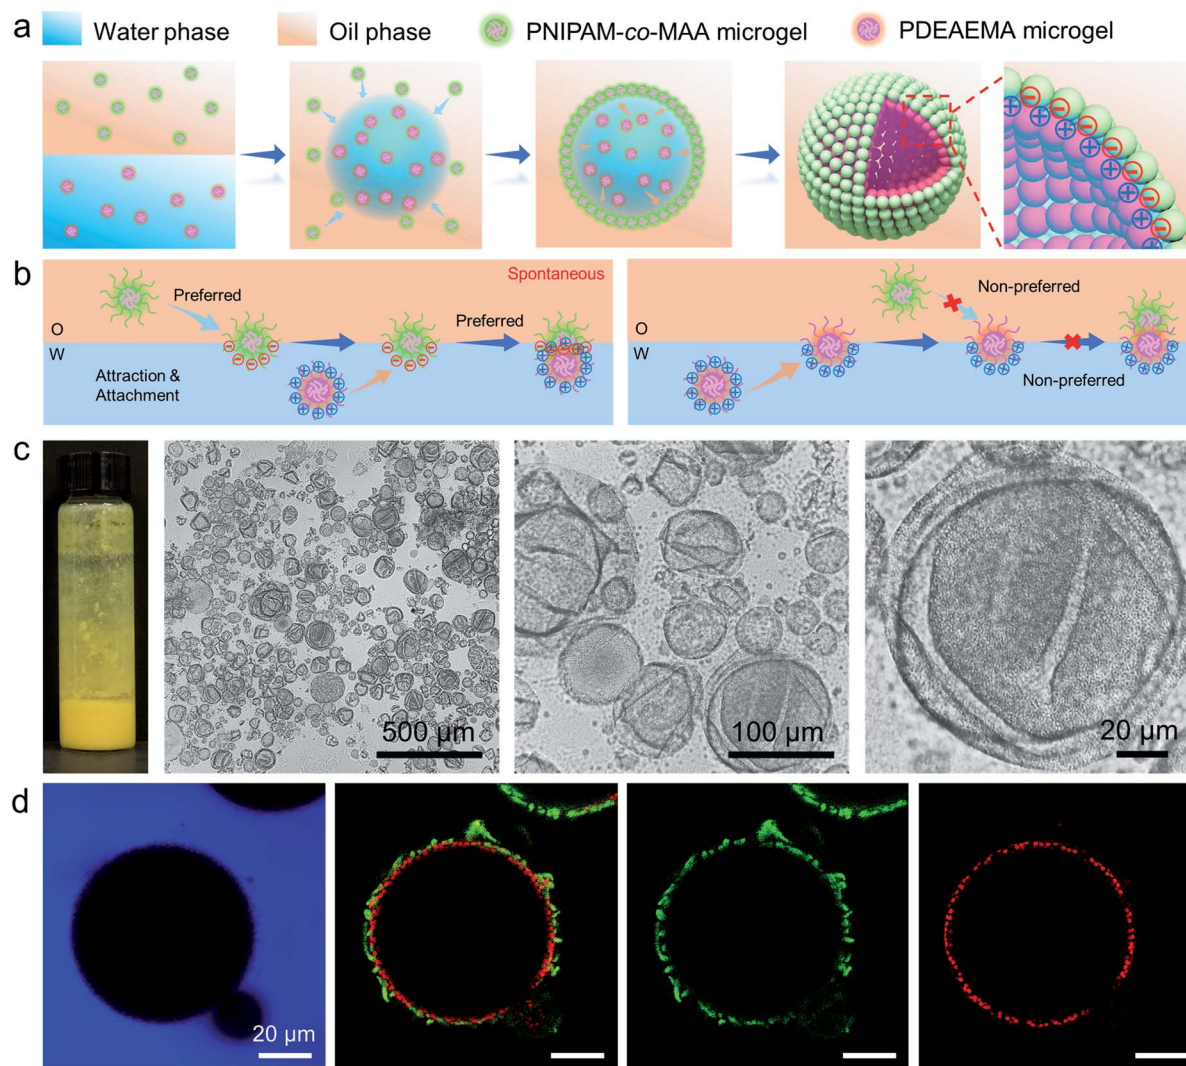 a
Water phase
Oil phase
PNIPAM-co-MAA microgel
PDEAEMA microgel
b
Spontaneous
Preferred
Preferred
O
W
Attraction &
Attachment
Non-preferred
Non-preferred
O
W
c
500 µm
100 µm
20 µm
d
20 µm